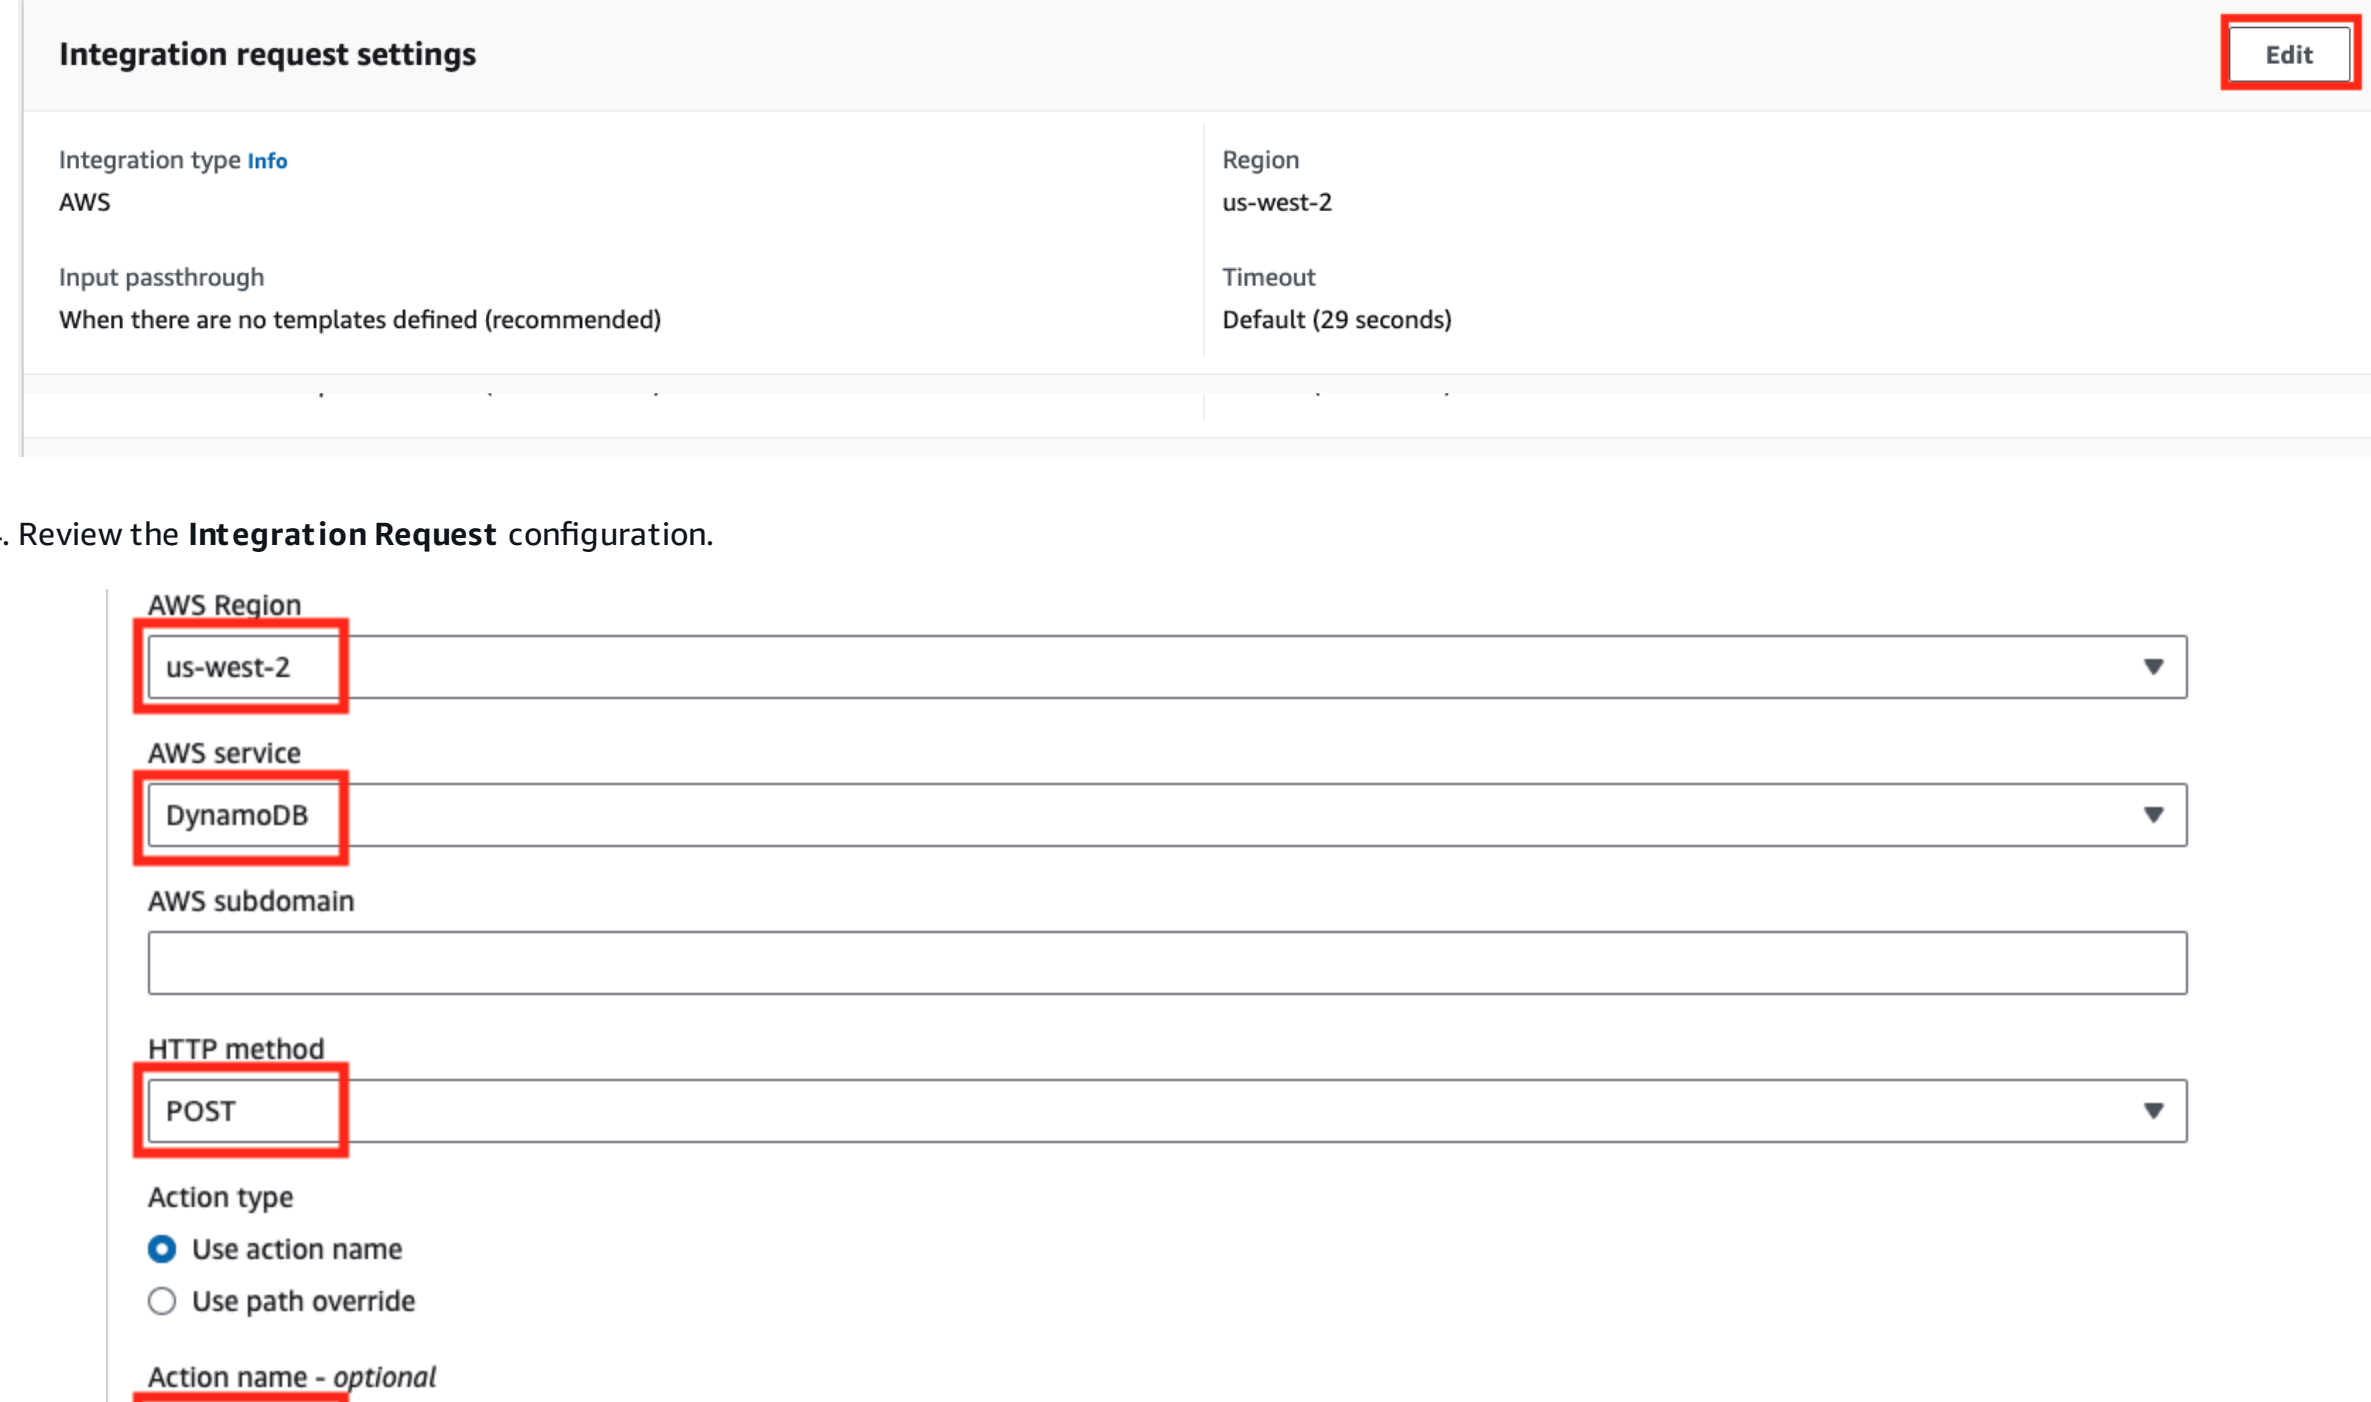 Integration request settings
Edit
Integration type Info
Region
AWS
us-west-2
Input passthrough
Timeout
When there are no templates defined (recommended)
Default (29 seconds)
. Review the Integration Request configuration.
AWS Region
us-west-2
AWS service
DynamoDB
AWS subdomain
HTTP method
POST
Action type
Use action name
Use path override
Action name - optional